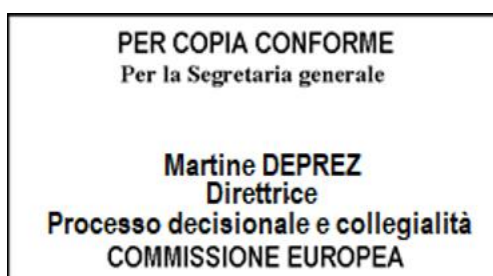 PER COPIA CONFORME
Per la Segretaria generale
Martine DEPREZ
Direttrice
Processo decisionale e collegialità
COMMISSIONE EUROPEA